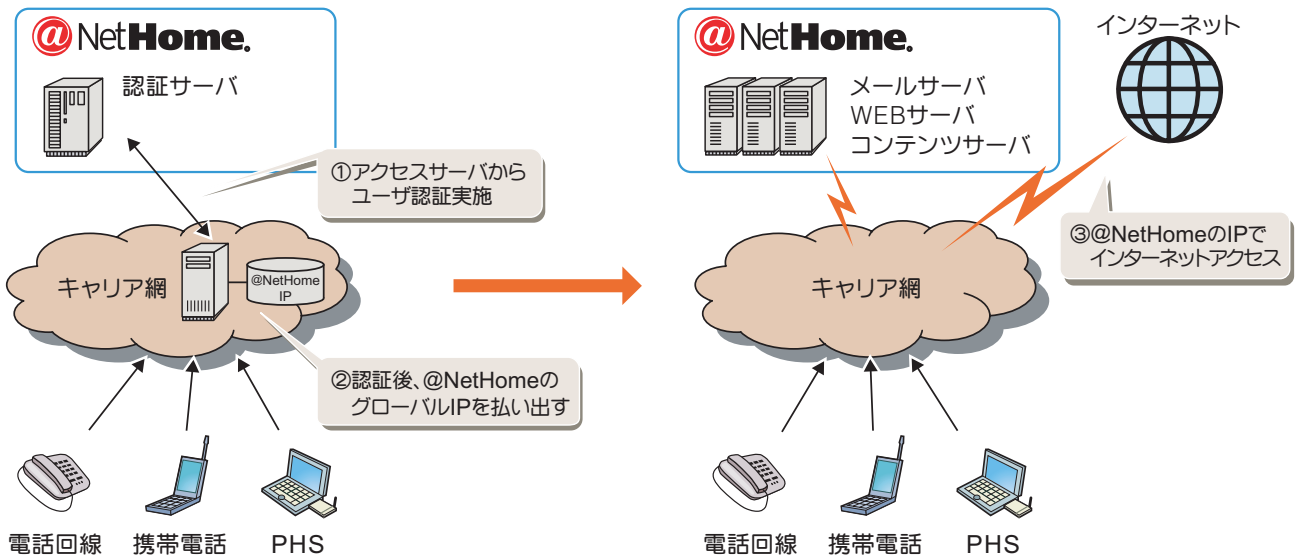 @NetHome.
認証サーバ
①アクセスサーバから
ユーザ認証実施
キャリア網
@NetHome
IP
②認証後、@NetHomeの
グローバルIPを払い出す
電話回線
携帯電話
PHS
@NetHome.
メールサーバ
WEBサーバ
コンテンツサーバ
インターネット
③@NetHomeのIPで
インターネットアクセス
キャリア網
電話回線
携帯電話
PHS